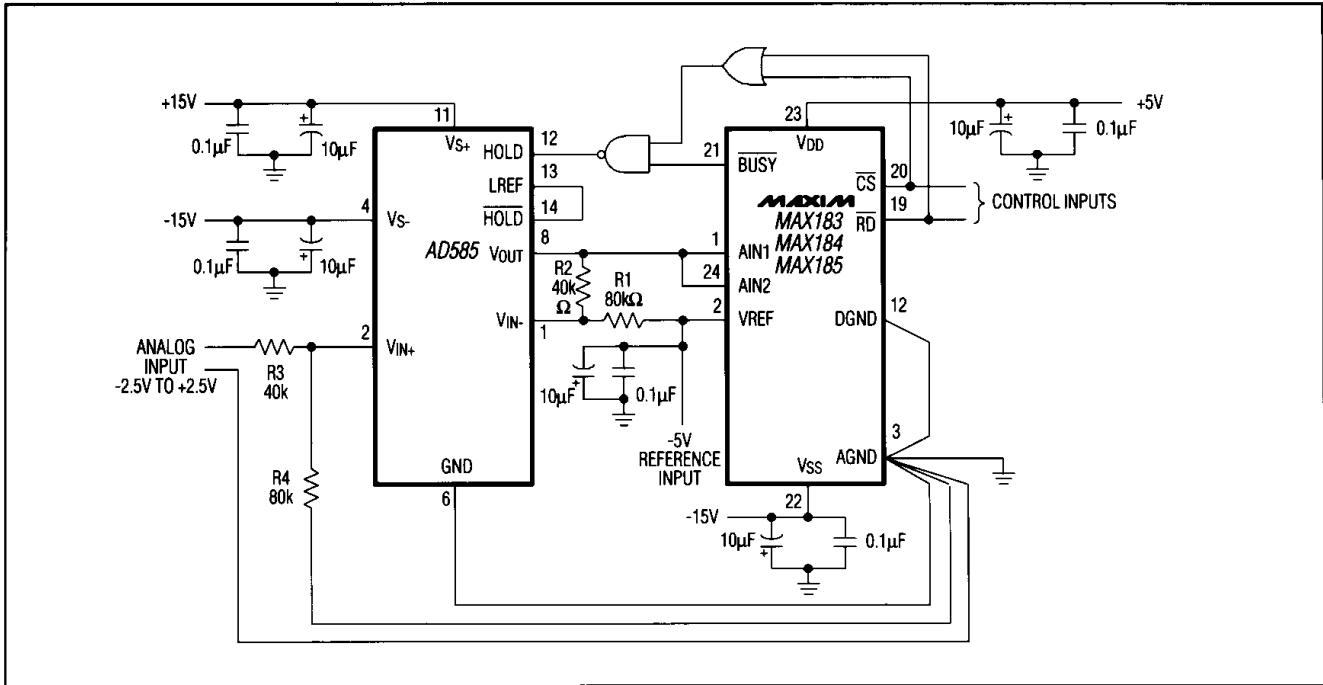 +15V
0.1µF
+
10µF
11
VS+
-15V
4
VS-
0.1µF
+
10µF
AD585
HOLD
12
LREF
13
HOLD
14
VOUT
8
VIN-
1
2
VIN+
ANALOG
INPUT
-2.5V TO +2.5V
R3
40k
R4
80k
GND
6
R2
40k
Ω
R1
80kΩ
10µF
+
0.1µF
-5V
REFERENCE
INPUT
23
VDD
21
BUSY
MAXIM
MAX183
MAX184
MAX185
1
AIN1
24
AIN2
2
VREF
20
CS
19
RD
CONTROL INPUTS
12
DGND
3
AGND
VSS
22
-15V
10µF
+
0.1µF
10µF
+
0.1µF
+5V